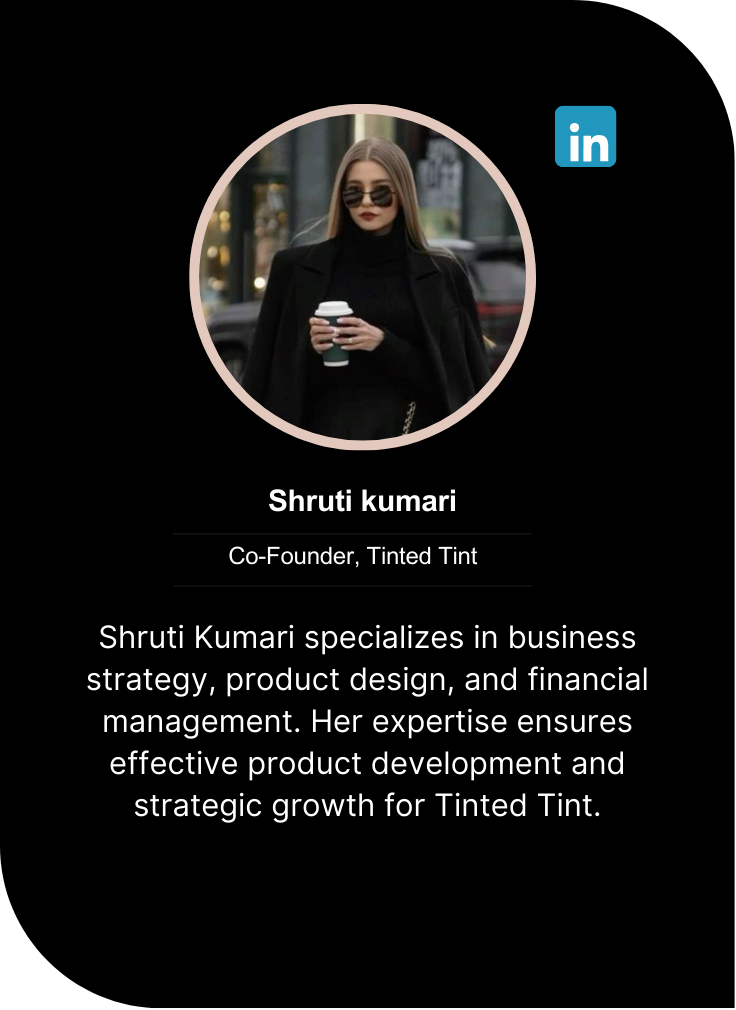 in
Shruti kumari
Co-Founder, Tinted Tint
Shruti Kumari specializes in business
strategy, product design, and financial
management. Her expertise ensures
effective product development and
strategic growth for Tinted Tint.